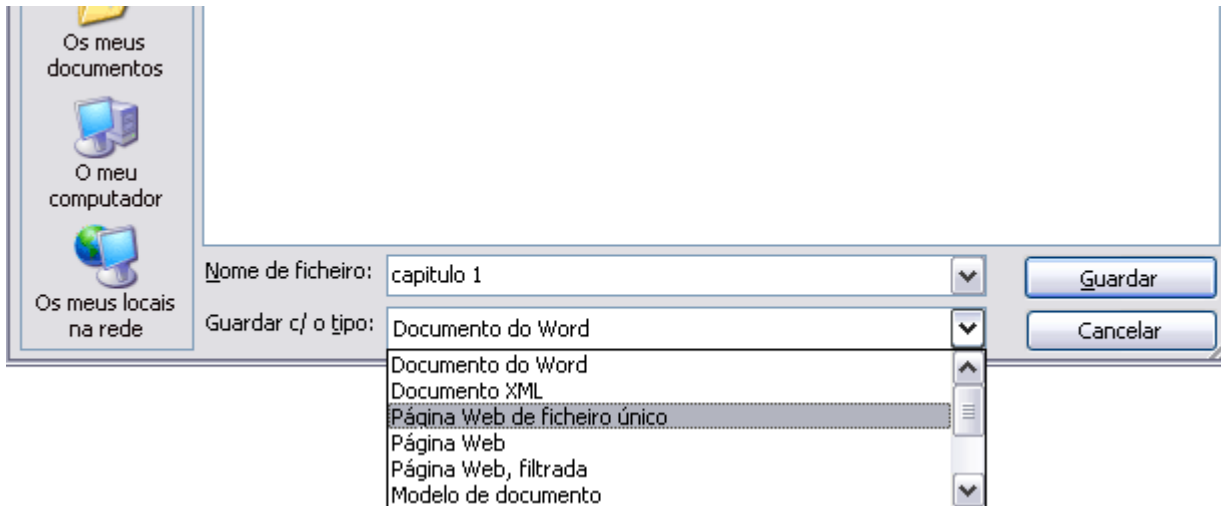 Os meus
documentos
O meu
computador
Os meus locais
na rede
Nome de ficheiro: capitulo 1 Guardar
Guardar c/ o tipo: Documento do Word Cancelar
Documento do Word
Documento XML
Página Web de ficheiro único
Página Web
Página Web, filtrada
Modelo de documento